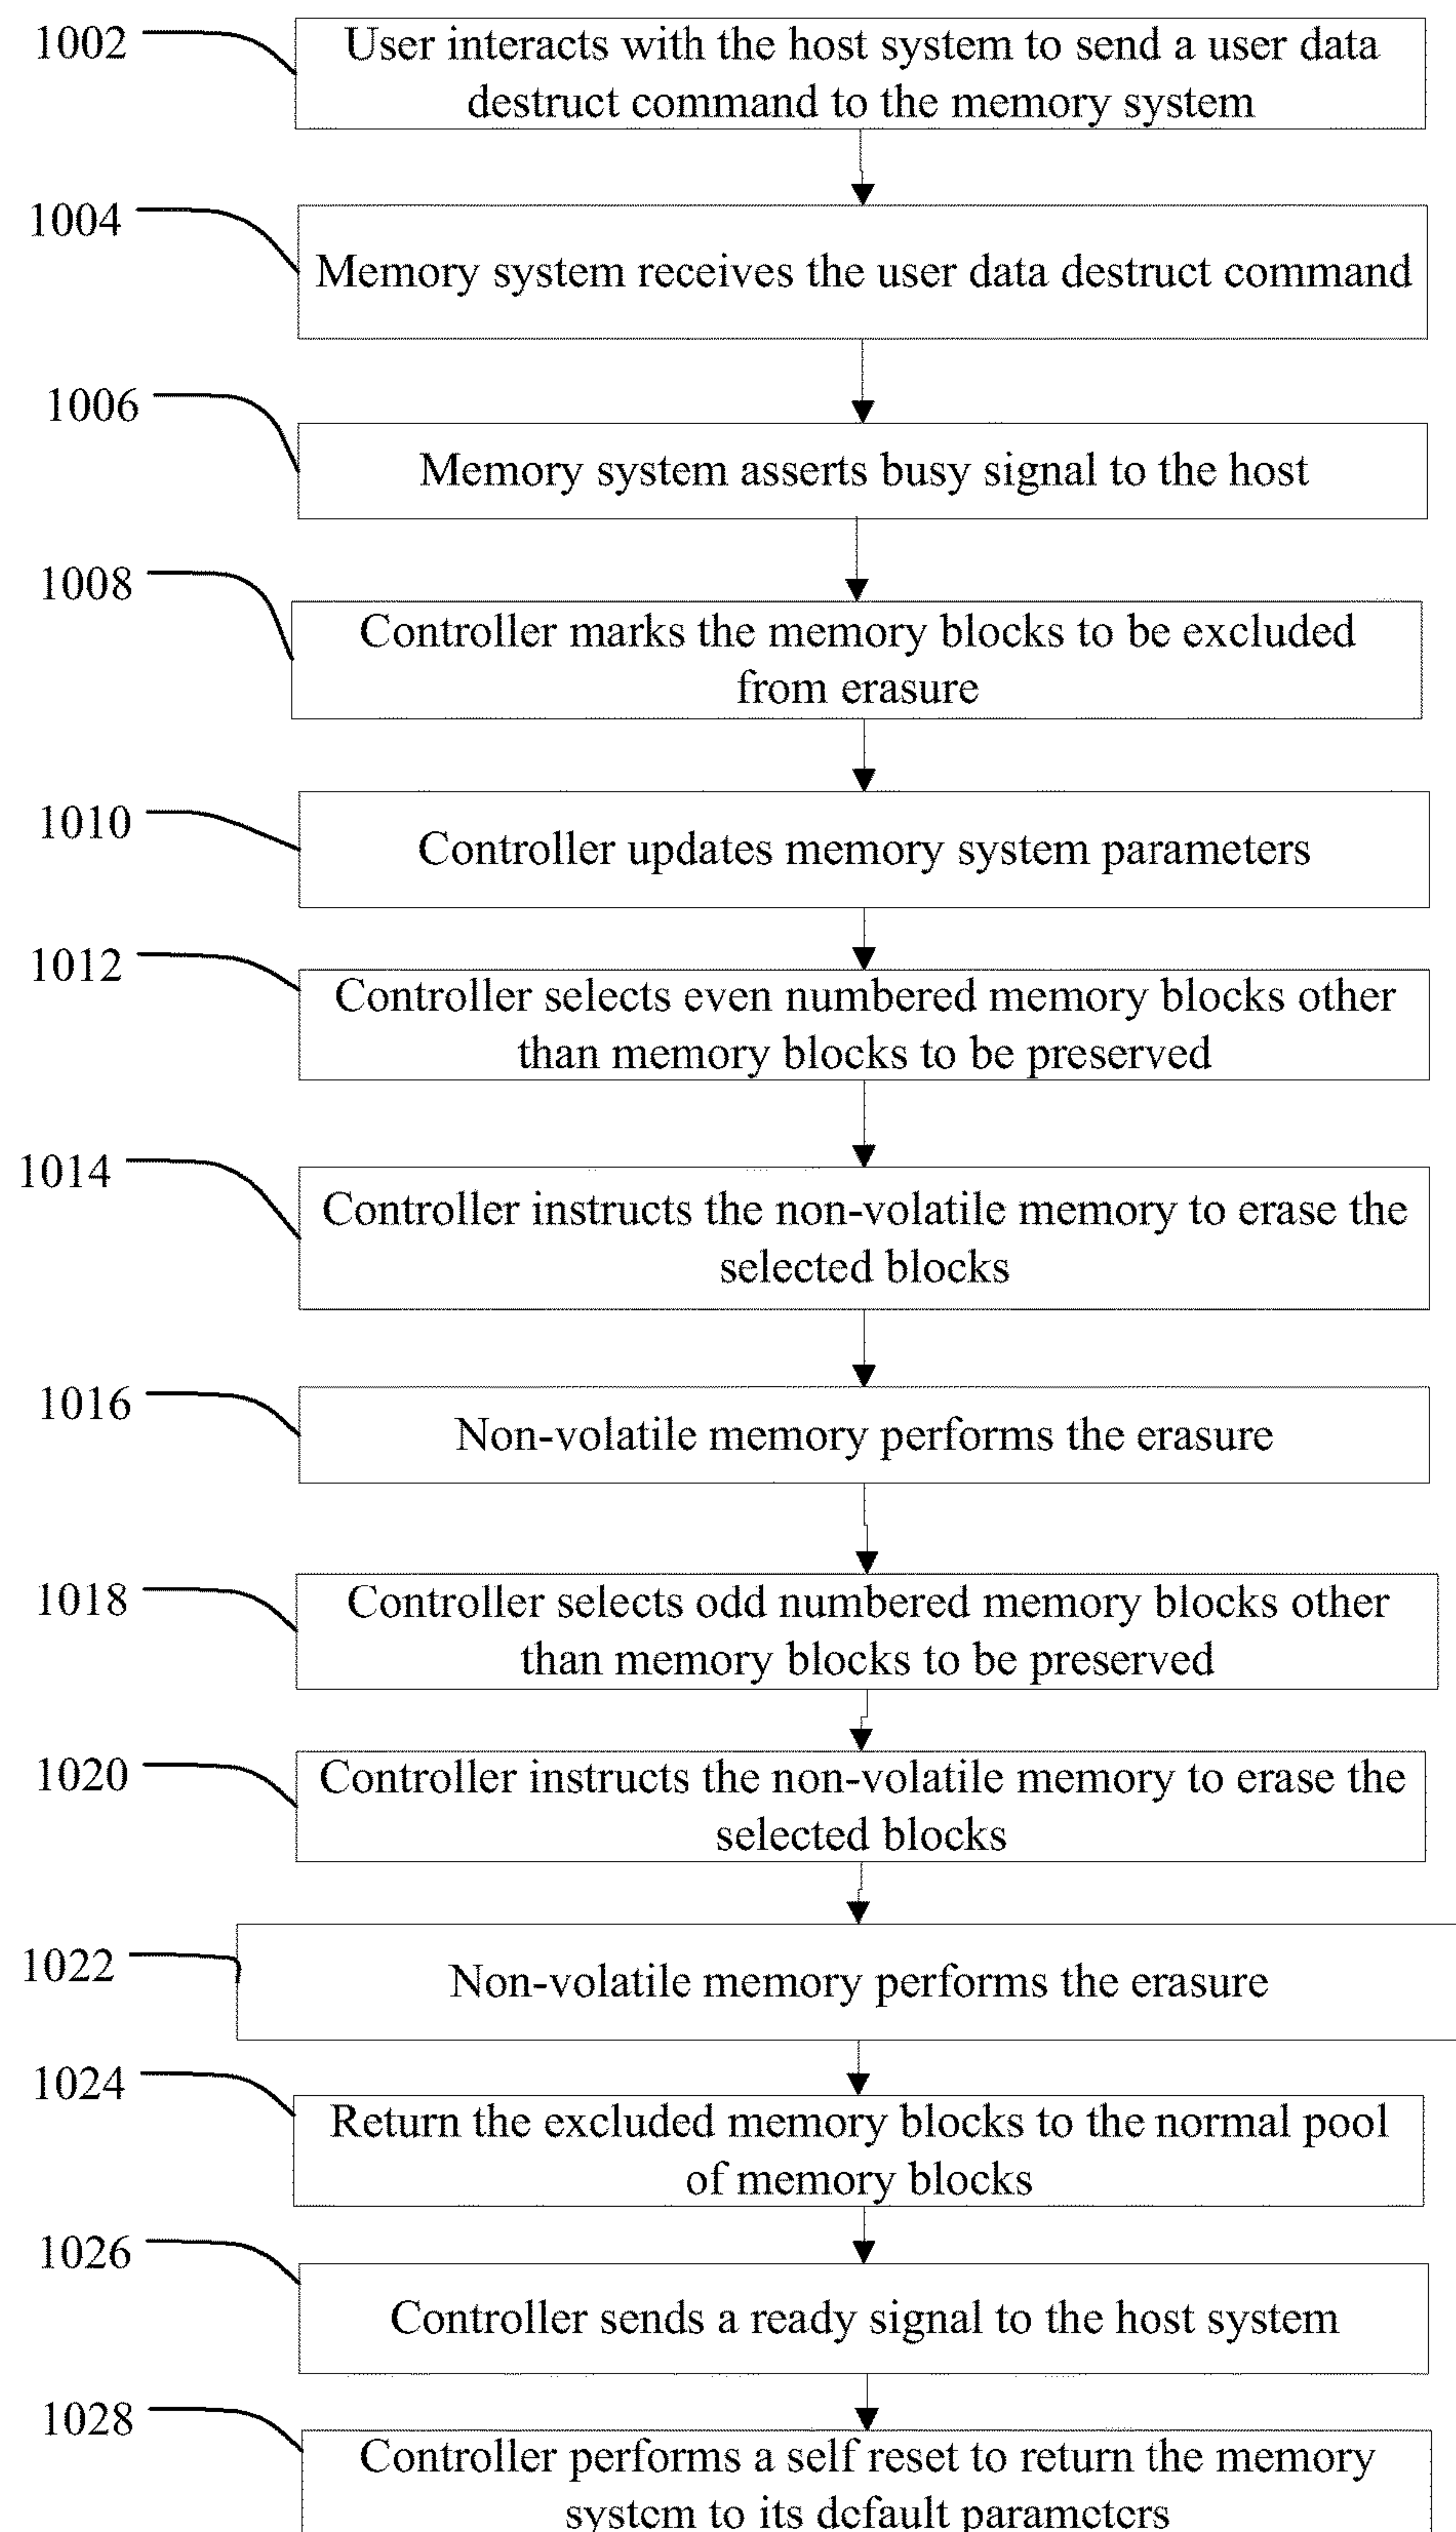 1002
User interacts with the host system to send a user data
destruct command to the memory system
1004
Memory system receives the user data destruct command
1006
Memory system asserts busy signal to the host
1008
Controller marks the memory blocks to be excluded
from erasure
1010
Controller updates memory system parameters
1012
Controller selects even numbered memory blocks other
than memory blocks to be preserved
1014
Controller instructs the non-volatile memory to erase the
selected blocks
1016
Non-volatile memory performs the erasure
1018
Controller selects odd numbered memory blocks other
than memory blocks to be preserved
1020
Controller instructs the non-volatile memory to erase the
selected blocks
1022
Non-volatile memory performs the erasure
1024
Return the excluded memory blocks to the normal pool
of memory blocks
1026
Controller sends a ready signal to the host system
1028
Controller performs a self reset to return the memory
system to its default parameters